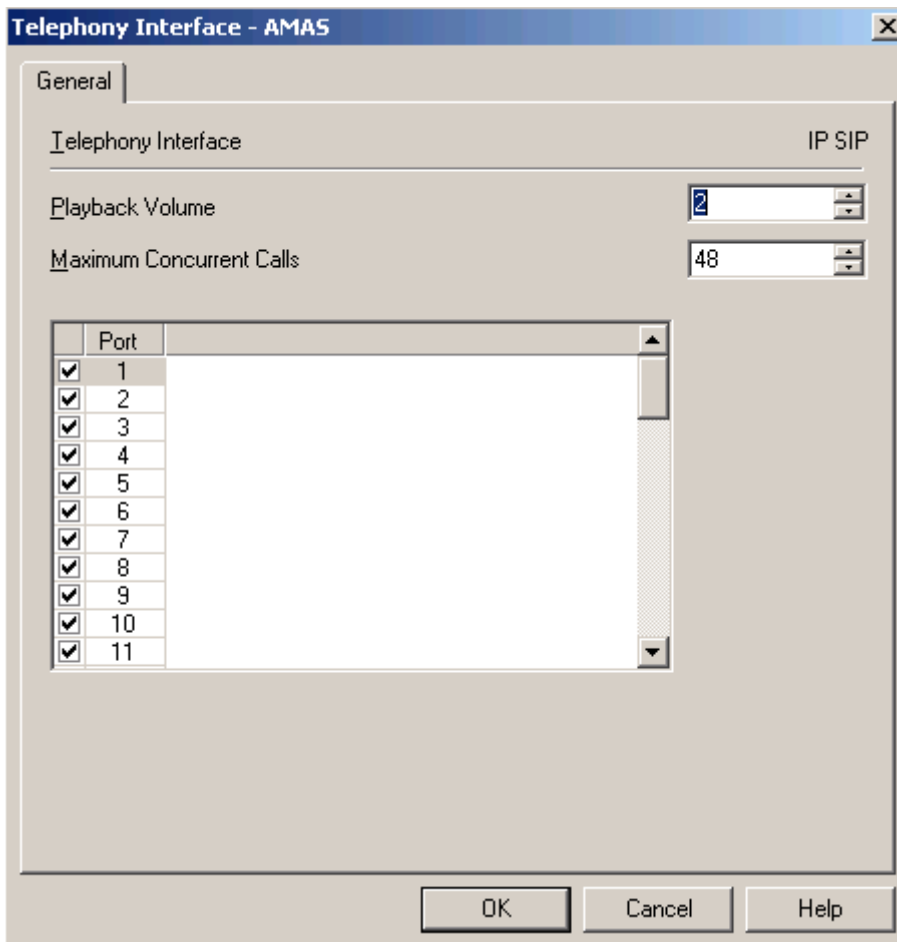 Telephony Interface - AMAS
General
Telephony Interface IP SIP
Playback Volume 2
Maximum Concurrent Calls 48
Port
1
2
3
4
5
6
7
8
9
10
11
OK Cancel Help